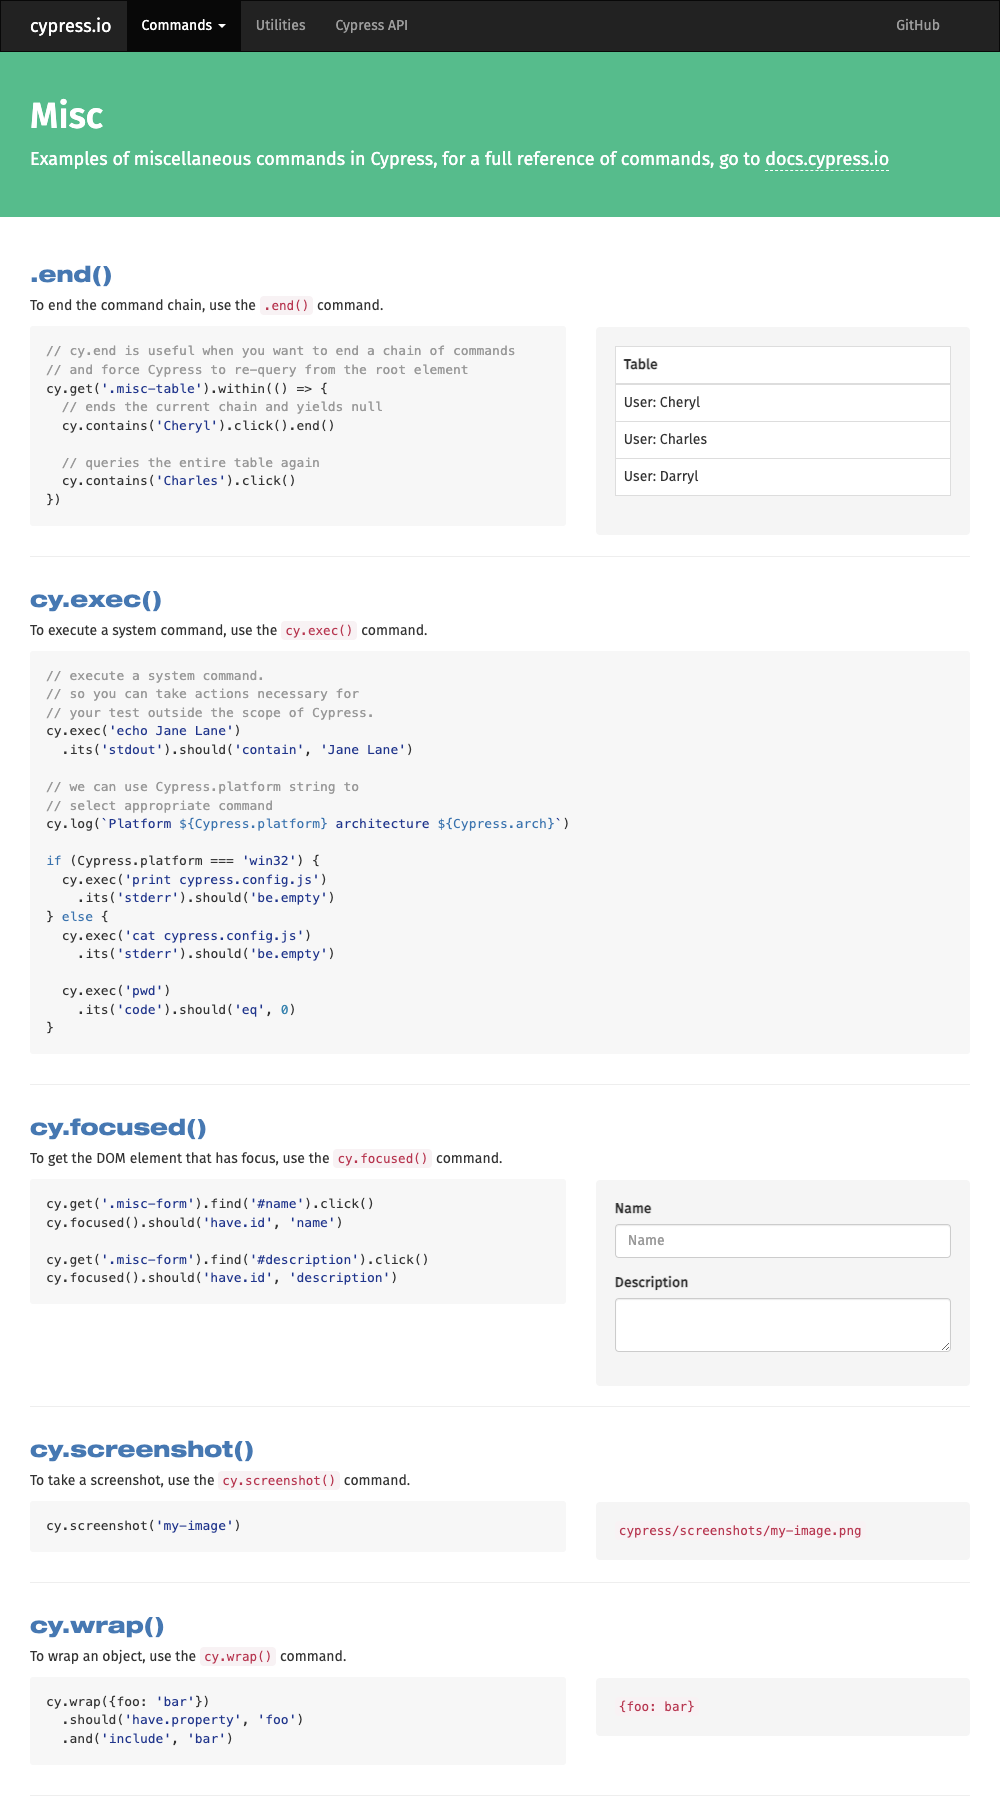 cypress.io Commands Utilities Cypress API GitHub
Misc
Examples of miscellaneous commands in Cypress, for a full reference of commands, go to docs.cypress.io
.end()
To end the command chain, use the .end() command.
// cy.end is useful when you want to end a chain of commands
// and force Cypress to re-query from the root element
cy.get('.misc-table').within(() => {
  // ends the current chain and yields null
  cy.contains('Cheryl').click().end()

  // queries the entire table again
  cy.contains('Charles').click()
})
Table
User: Cheryl
User: Charles
User: Darryl
cy.exec()
To execute a system command, use the cy.exec() command.
// execute a system command.
// so you can take actions necessary for
// your test outside the scope of Cypress.
cy.exec('echo Jane Lane')
  .its('stdout').should('contain', 'Jane Lane')

// we can use Cypress.platform string to
// select appropriate command
cy.log(`Platform ${Cypress.platform} architecture ${Cypress.arch}`)

if (Cypress.platform === 'win32') {
  cy.exec('print cypress.config.js')
    .its('stderr').should('be.empty')
} else {
  cy.exec('cat cypress.config.js')
    .its('stderr').should('be.empty')

  cy.exec('pwd')
    .its('code').should('eq', 0)
}
cy.focused()
To get the DOM element that has focus, use the cy.focused() command.
cy.get('.misc-form').find('#name').click()
cy.focused().should('have.id', 'name')

cy.get('.misc-form').find('#description').click()
cy.focused().should('have.id', 'description')
Name
Name
Description
cy.screenshot()
To take a screenshot, use the cy.screenshot() command.
cy.screenshot('my-image')
cypress/screenshots/my-image.png
cy.wrap()
To wrap an object, use the cy.wrap() command.
cy.wrap({foo: 'bar'})
  .should('have.property', 'foo')
  .and('include', 'bar')
{foo: bar}